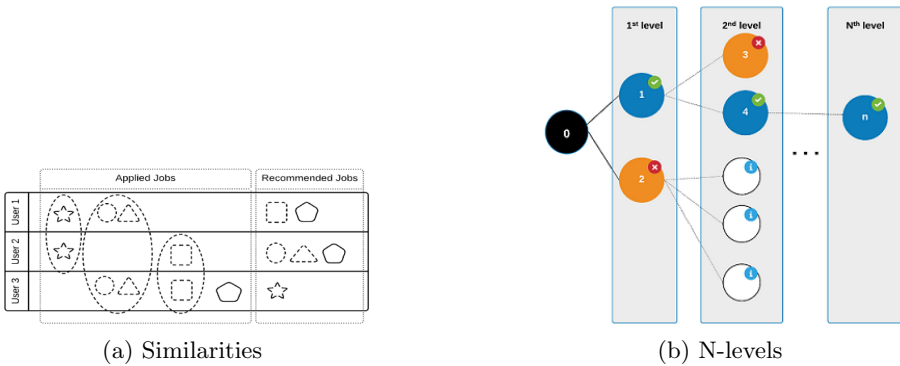 Applied Jobs
Recommended Jobs
User 1
User 2
User 3
(a) Similarities
1st level
2nd level
Nth level
0
1
2
3
4
n
i
i
i
...
(b) N-levels